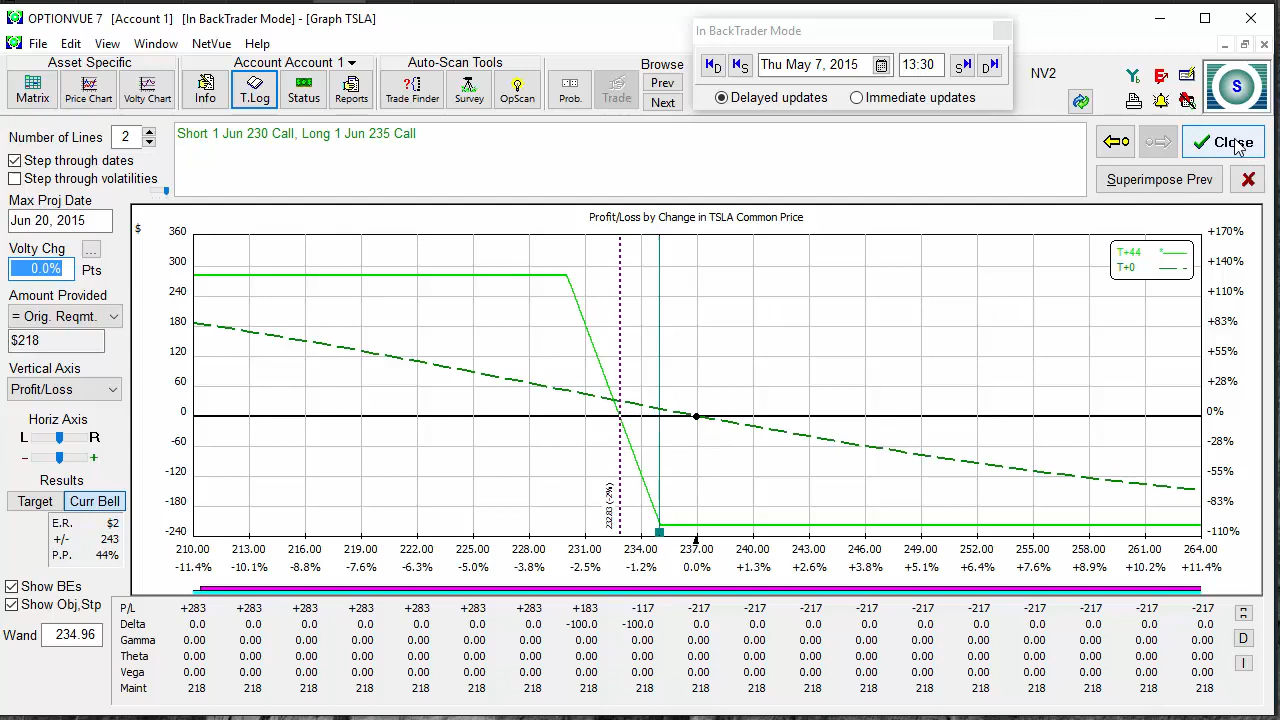 OPTIONVUE 7 [Account 1] [In BackTrader Mode] - [Graph TSLA]
File Edit View Window NetVue Help
Asset Specific Account Account 1 Auto-Scan Tools Browse
Matrix Price Chart Volty Chart Info T.Log Status Reports Trade Finder Survey OpScan Prob. Trade Prev Next
In BackTrader Mode
D S Thu May 7, 2015 13:30 S D
Delayed updates Immediate updates
NV2
S
Number of Lines 2
Step through dates
Step through volatilities
Max Proj Date
Jun 20, 2015
Volty Chg ...
0.0% Pts
Amount Provided
= Orig. Reqmt.
$218
Vertical Axis
Profit/Loss
Horiz Axis
L R
- +
Results
Target Curr Bell
E.R. $2
+/- 243
P.P. 44%
Show BEs
Show Obj,Stp
Wand 234.96
Short 1 Jun 230 Call, Long 1 Jun 235 Call
Close
Superimpose Prev
Profit/Loss by Change in TSLA Common Price
$
360 +170%
300 +140%
240 +110%
180 +83%
120 +55%
60 +28%
0 0%
-60 -28%
-120 -55%
-180 -83%
-240 -110%
T+44 *
T+0 -
232.83 (-2%)
210.00 213.00 216.00 219.00 222.00 225.00 228.00 231.00 234.00 237.00 240.00 243.00 246.00 249.00 252.00 255.00 258.00 261.00 264.00
-11.4% -10.1% -8.9% -7.6% -6.3% -5.1% -3.8% -2.5% -1.2% 0.0% +1.3% +2.6% +3.8% +5.1% +6.4% +7.6% +8.9% +10.2% +11.4%
P/L +283 +283 +283 +283 +283 +283 +283 +183 -117 -217 -217 -217 -217 -217 -217 -217 -217 -217 -217
Delta 0.0 0.0 0.0 0.0 0.0 0.0 0.0 -100.0 -100.0 0.0 0.0 0.0 0.0 0.0 0.0 0.0 0.0 0.0 0.0
Gamma 0.00 0.00 0.00 0.00 0.00 0.00 0.00 0.00 0.00 0.00 0.00 0.00 0.00 0.00 0.00 0.00 0.00 0.00 0.00
Theta 0.00 0.00 0.00 0.00 0.00 0.00 0.00 0.00 0.00 0.00 0.00 0.00 0.00 0.00 0.00 0.00 0.00 0.00 0.00
Vega 0.00 0.00 0.00 0.00 0.00 0.00 0.00 0.00 0.00 0.00 0.00 0.00 0.00 0.00 0.00 0.00 0.00 0.00 0.00
Maint 218 218 218 218 218 218 218 218 218 218 218 218 218 218 218 218 218 218 218
D
I